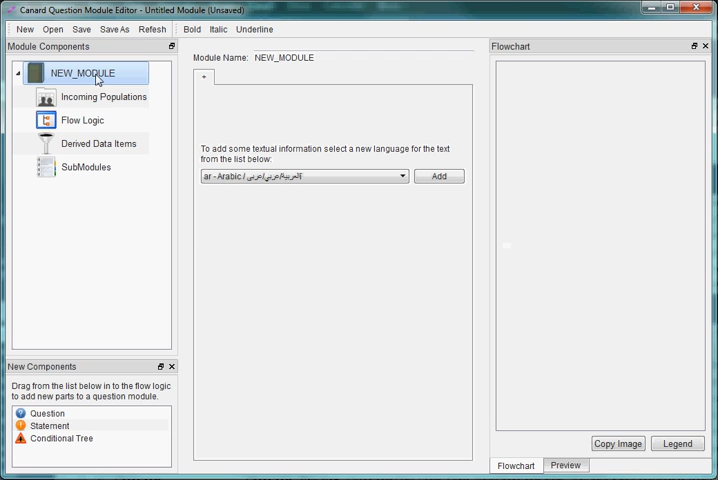 Canard Question Module Editor - Untitled Module (Unsaved)
New Open Save Save As Refesh Bold Italic Underline
Module Components
NEW_MODULE
Incoming Populations
Flow Logic
Derived Data Items
SubModules
New Components
Drag from the list below in to the flow logic
to add new parts to a question module.
Question
Statement
Conditional Tree
Module Name: NEW_MODULE
+
To add some textual information select a new language for the text
from the list below:
ar - Arabic /
Add
Flowchart
Copy Image Legend
Flowchart Preview